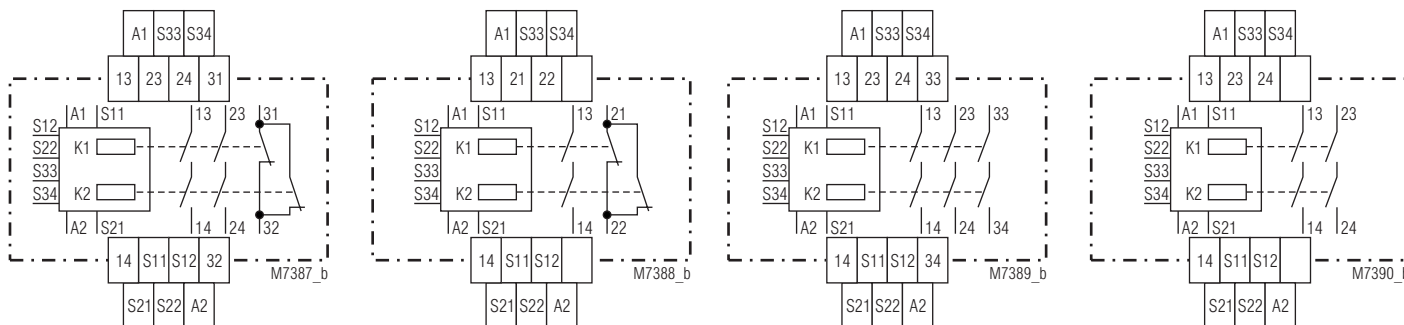 A1 S33 S34
13 23 24 31
A1 S11 13 23 31
S12
S22 K1
S33
S34 K2
A2 S21 14 24 32
14 S11 S12 32
M7387_b
S21 S22 A2
A1 S33 S34
13 21 22
A1 S11 13 21
S12
S22 K1
S33
S34 K2
A2 S21 14 22
14 S11 S12
M7388_b
S21 S22 A2
A1 S33 S34
13 23 24 33
A1 S11 13 23 33
S12
S22 K1
S33
S34 K2
A2 S21 14 24 34
14 S11 S12 34
M7389_b
S21 S22 A2
A1 S33 S34
13 23 24
A1 S11 13 23
S12
S22 K1
S33
S34 K2
A2 S21 14 24
14 S11 S12
M7390_b
S21 S22 A2